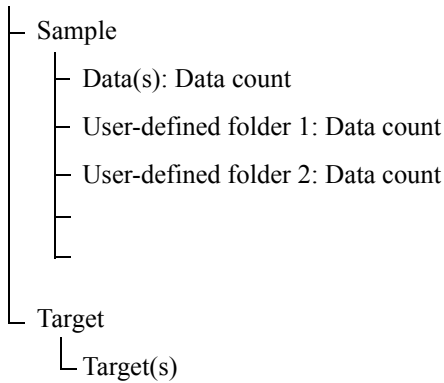 Sample
Data(s): Data count
User-defined folder 1: Data count
User-defined folder 2: Data count
Target
Target(s)